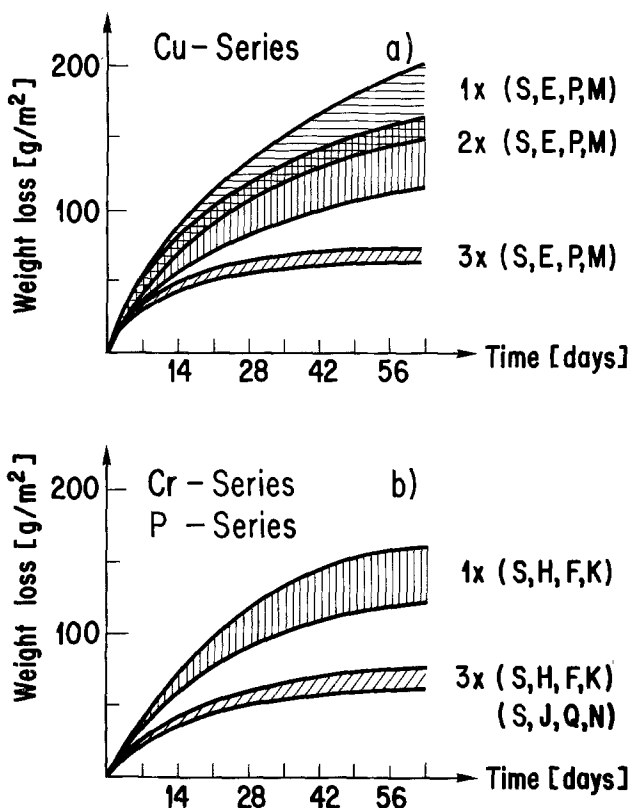 Cu – Series a)
Weight loss [g/m²]
200
100
1x (S,E,P,M)
2x (S,E,P,M)
3x (S,E,P,M)
14 28 42 56
Time [days]
Cr – Series b)
P – Series
Weight loss [g/m²]
200
100
1x (S,H,F,K)
3x (S,H,F,K)
(S,J,Q,N)
14 28 42 56
Time [days]